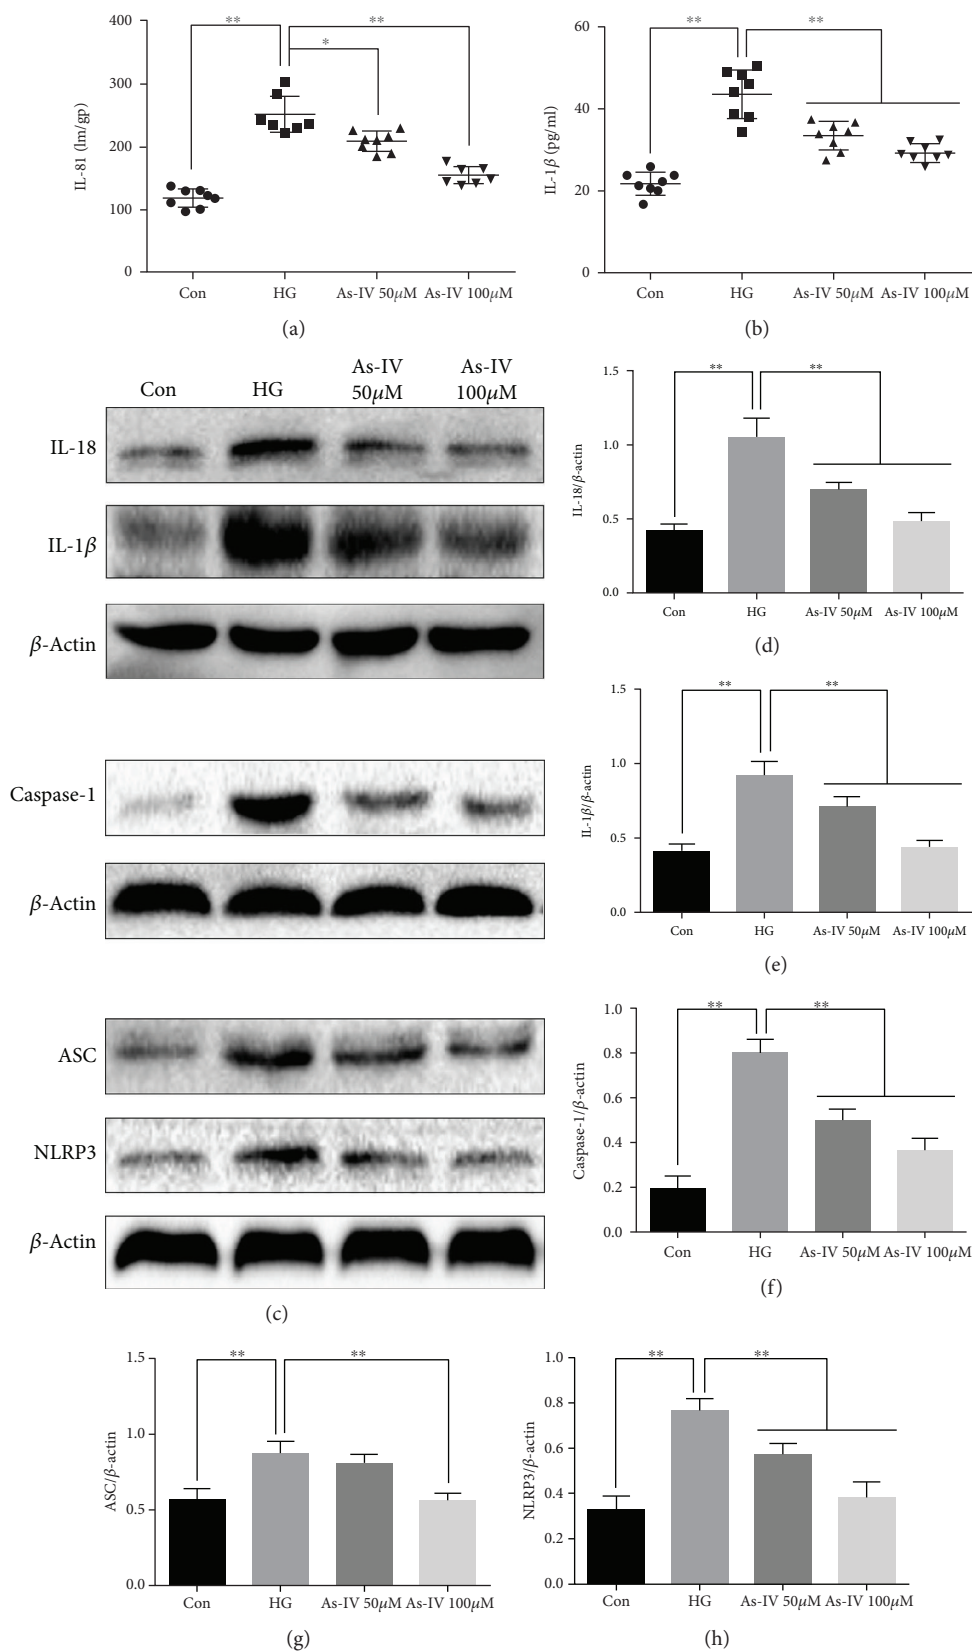 400
300
200
100
0
IL-81 (lm/gp)
**
**
*
Con
HG
As-IV 50μM
As-IV 100μM
(a)
60
40
20
0
IL-1β (pg/ml)
**
**
Con
HG
As-IV 50μM
As-IV 100μM
(b)
Con
HG
As-IV
50μM
As-IV
100μM
IL-18
IL-1β
β-Actin
Caspase-1
β-Actin
ASC
NLRP3
β-Actin
(c)
1.5
1.0
0.5
0.0
IL-18/β-actin
**
**
Con
HG
As-IV 50μM
As-IV 100μM
(d)
1.5
1.0
0.5
0.0
IL-1β/β-actin
**
**
Con
HG
As-IV 50μM
As-IV 100μM
(e)
1.0
0.8
0.6
0.4
0.2
0.0
Caspase-1/β-actin
**
**
Con
HG
As-IV 50μM
As-IV 100μM
(f)
1.5
1.0
0.5
0.0
ASC/β-actin
**
**
Con
HG
As-IV 50μM
As-IV 100μM
(g)
1.0
0.8
0.6
0.4
0.2
0.0
NLRP3/β-actin
**
**
Con
HG
As-IV 50μM
As-IV 100μM
(h)